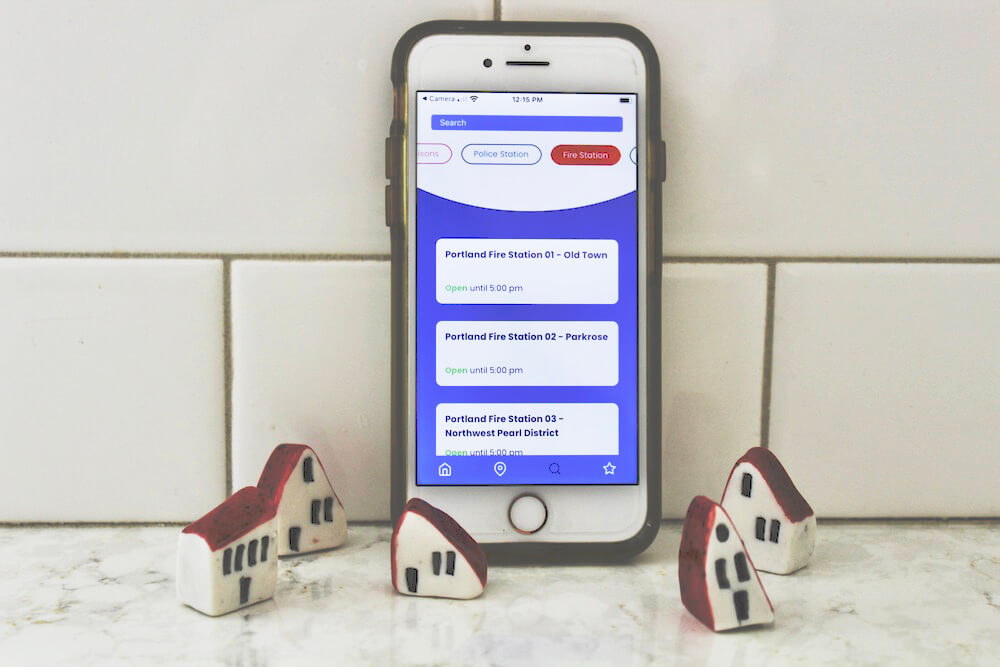 Camera
12:15 PM
Search
Police Station
Fire Station
Portland Fire Station 01 - Old Town
Open until 5:00 pm
Portland Fire Station 02 - Parkrose
Open until 5:00 pm
Portland Fire Station 03 -
Northwest Pearl District
Open until 5:00 pm